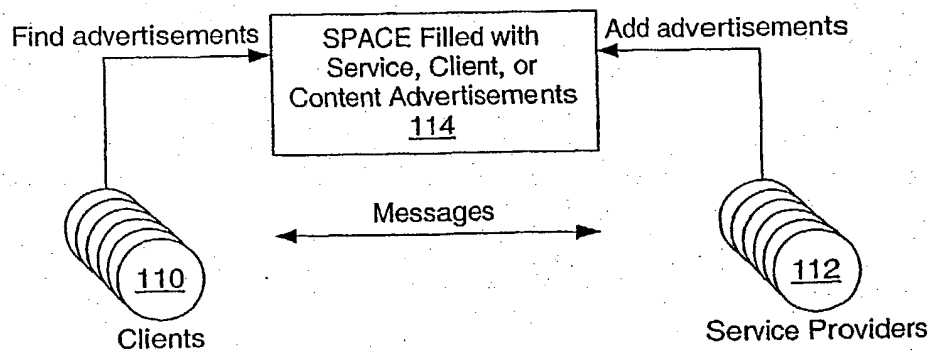 Find advertisements
SPACE Filled with
Service, Client, or
Content Advertisements
114
Add advertisements
Messages
110
Clients
112
Service Providers